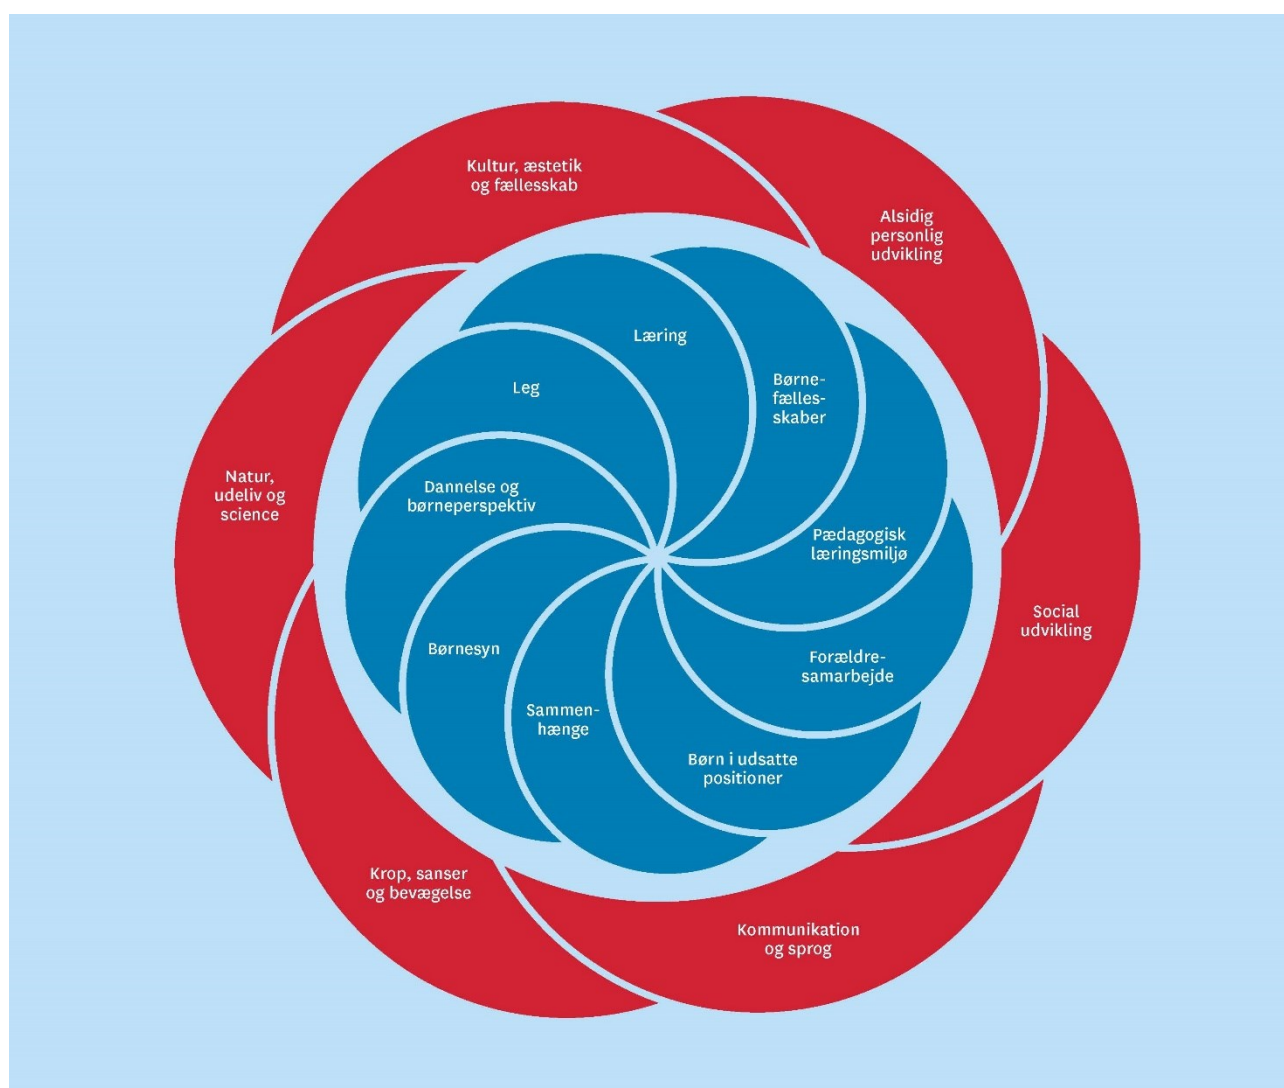 Kultur, æstetik
og fællesskab
Alsidig
personlig
udvikling
Social
udvikling
Kommunikation
og sprog
Krop, sanser
og bevægelse
Natur,
udeliv og
science
Læring
Børne-
fælles-
skaber
Pædagogisk
læringsmiljø
Forældre-
samarbejde
Børn i udsatte
positioner
Sammen-
hænge
Børnesyn
Dannelse og
børneperspektiv
Leg